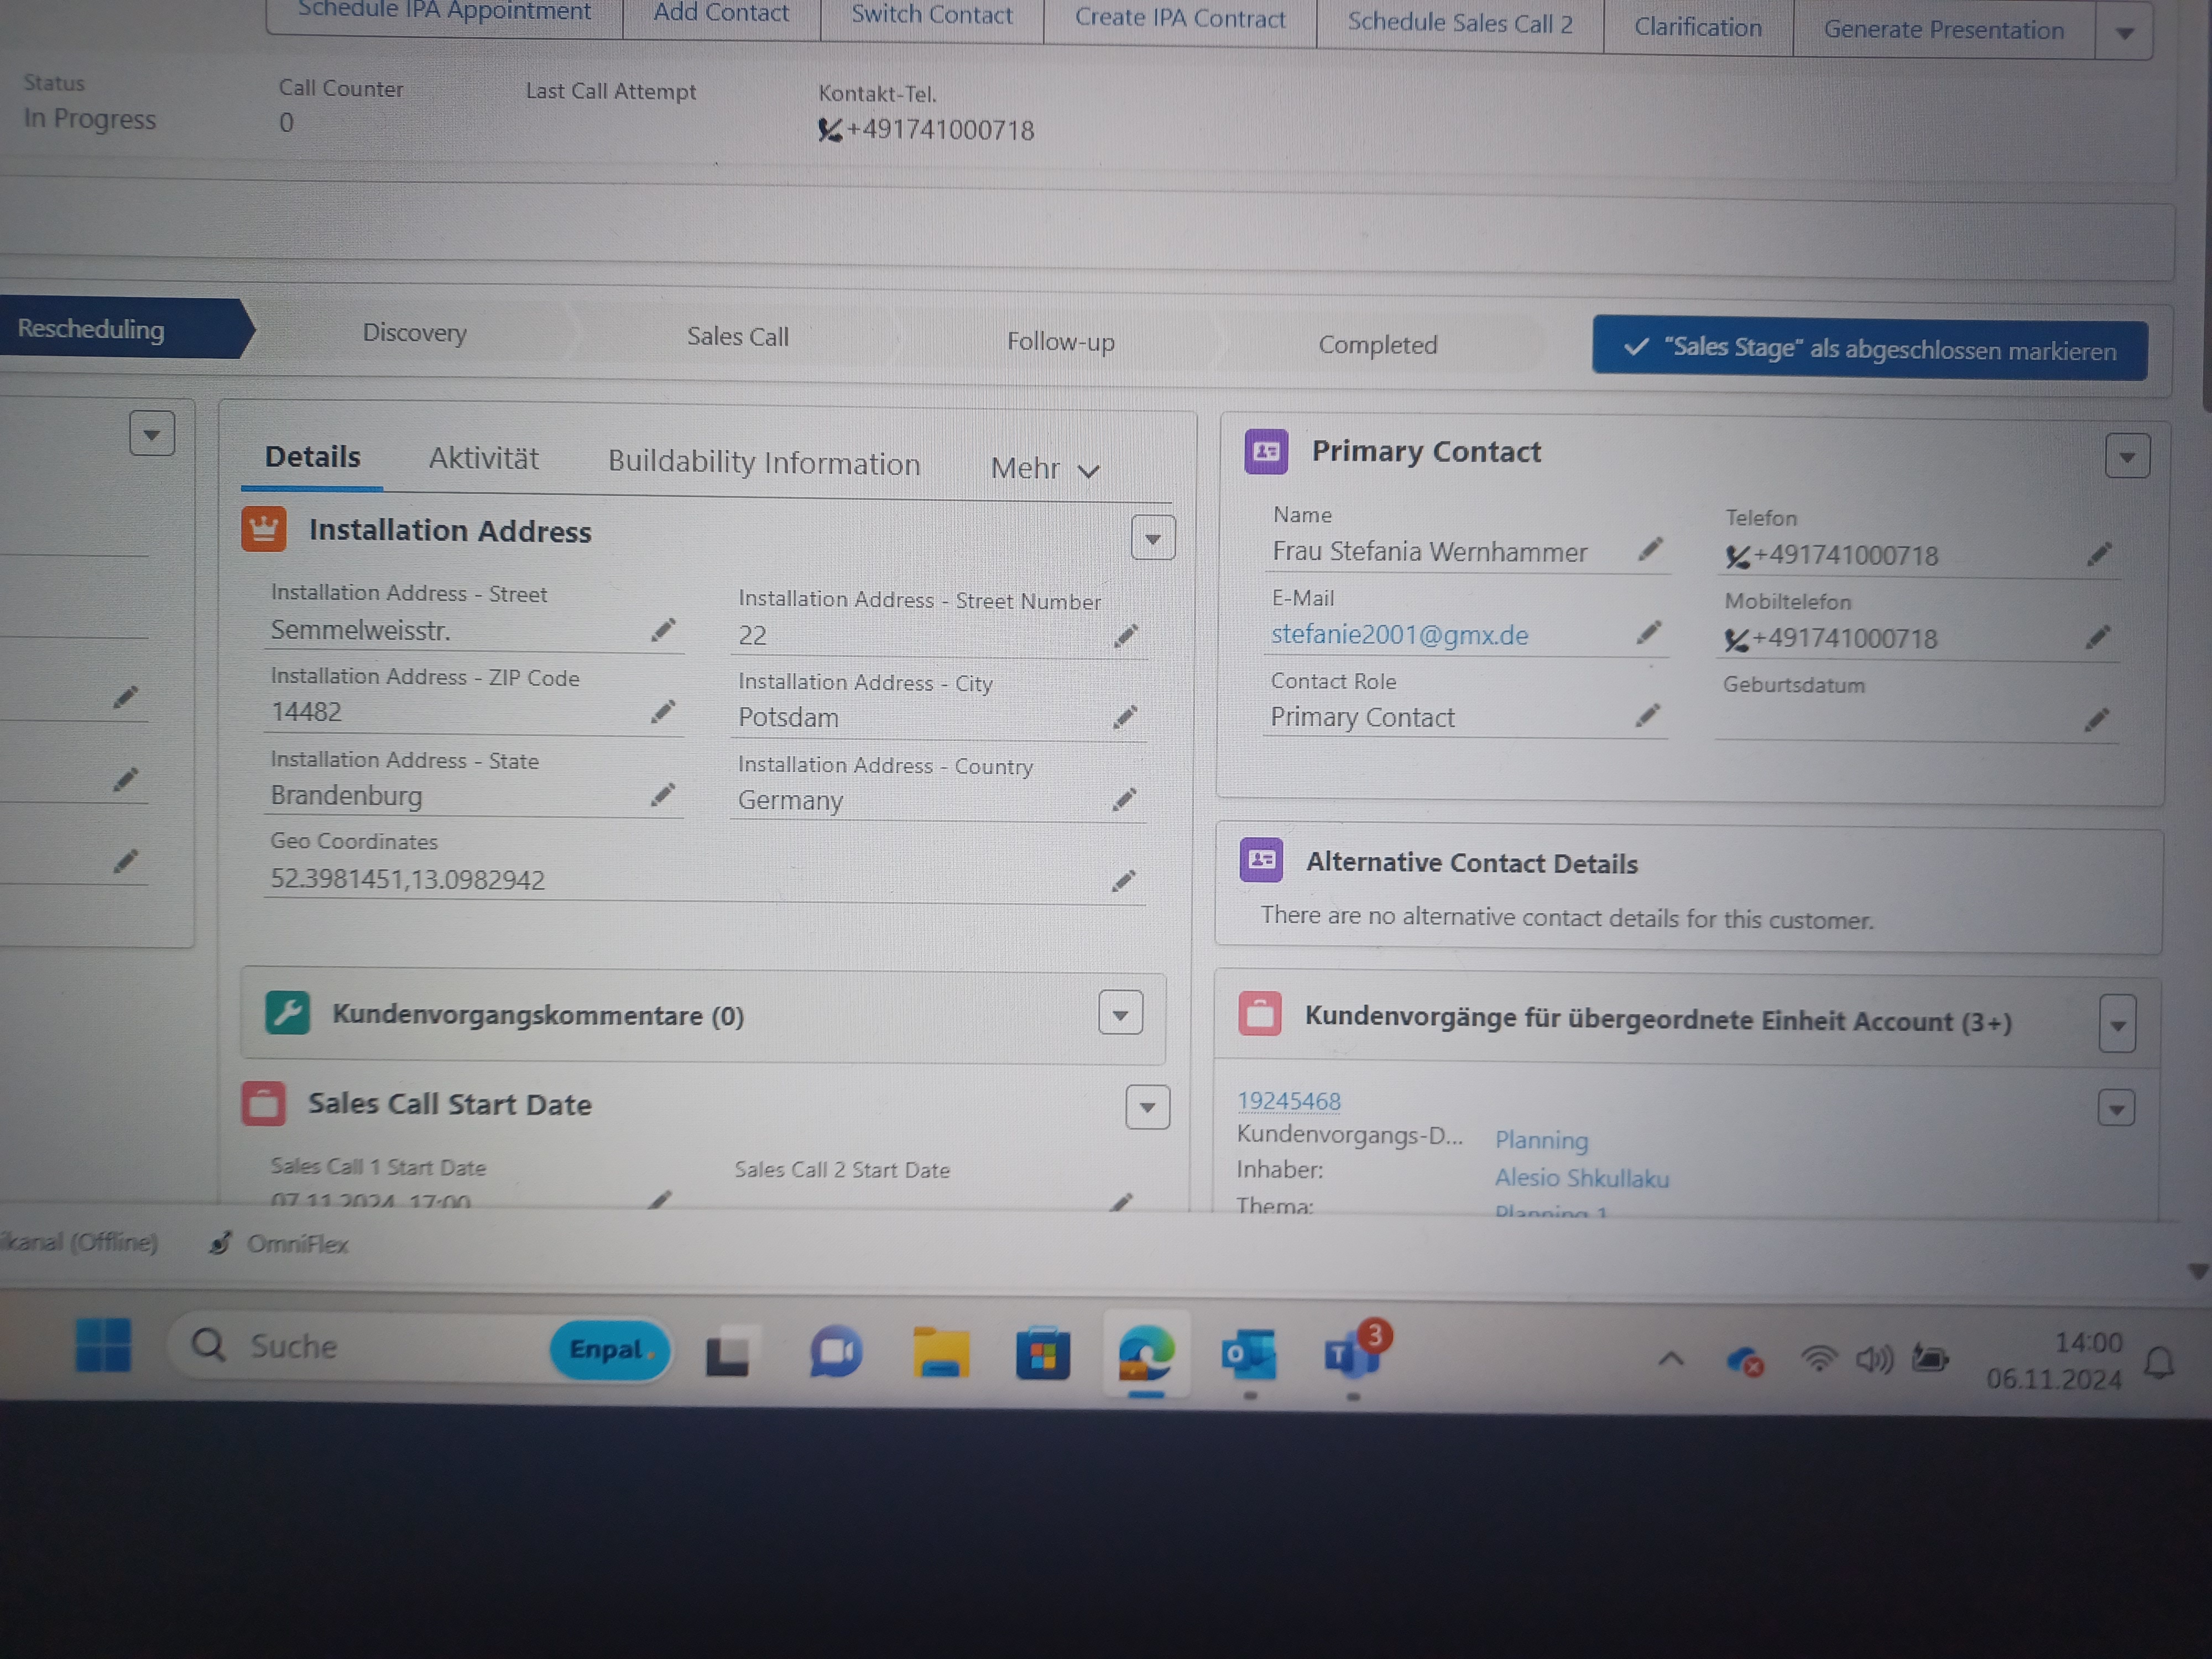 Schedule IPA Appointment
Add Contact
Switch Contact
Create IPA Contract
Schedule Sales Call 2
Clarification
Generate Presentation
Status
In Progress
Call Counter
0
Last Call Attempt
Kontakt-Tel.
+491741000718
Rescheduling
Discovery
Sales Call
Follow-up
Completed
"Sales Stage" als abgeschlossen markieren
Details
Aktivität
Buildability Information
Mehr
Installation Address
Installation Address - Street
Semmelweisstr.
Installation Address - Street Number
22
Installation Address - ZIP Code
14482
Installation Address - City
Potsdam
Installation Address - State
Brandenburg
Installation Address - Country
Germany
Geo Coordinates
52.3981451,13.0982942
Kundenvorgangskommentare (0)
Sales Call Start Date
Sales Call 1 Start Date
07.11.2024, 17:00
Sales Call 2 Start Date
Primary Contact
Name
Frau Stefania Wernhammer
Telefon
+491741000718
E-Mail
stefanie2001@gmx.de
Mobiltelefon
+491741000718
Contact Role
Primary Contact
Geburtsdatum
Alternative Contact Details
There are no alternative contact details for this customer.
Kundenvorgänge für übergeordnete Einheit Account (3+)
19245468
Kundenvorgangs-D... Planning
Inhaber: Alesio Shkullaku
Thema: Planning 1
ikanal (Offline)
OmniFlex
Suche
Enpal.
3
14:00
06.11.2024